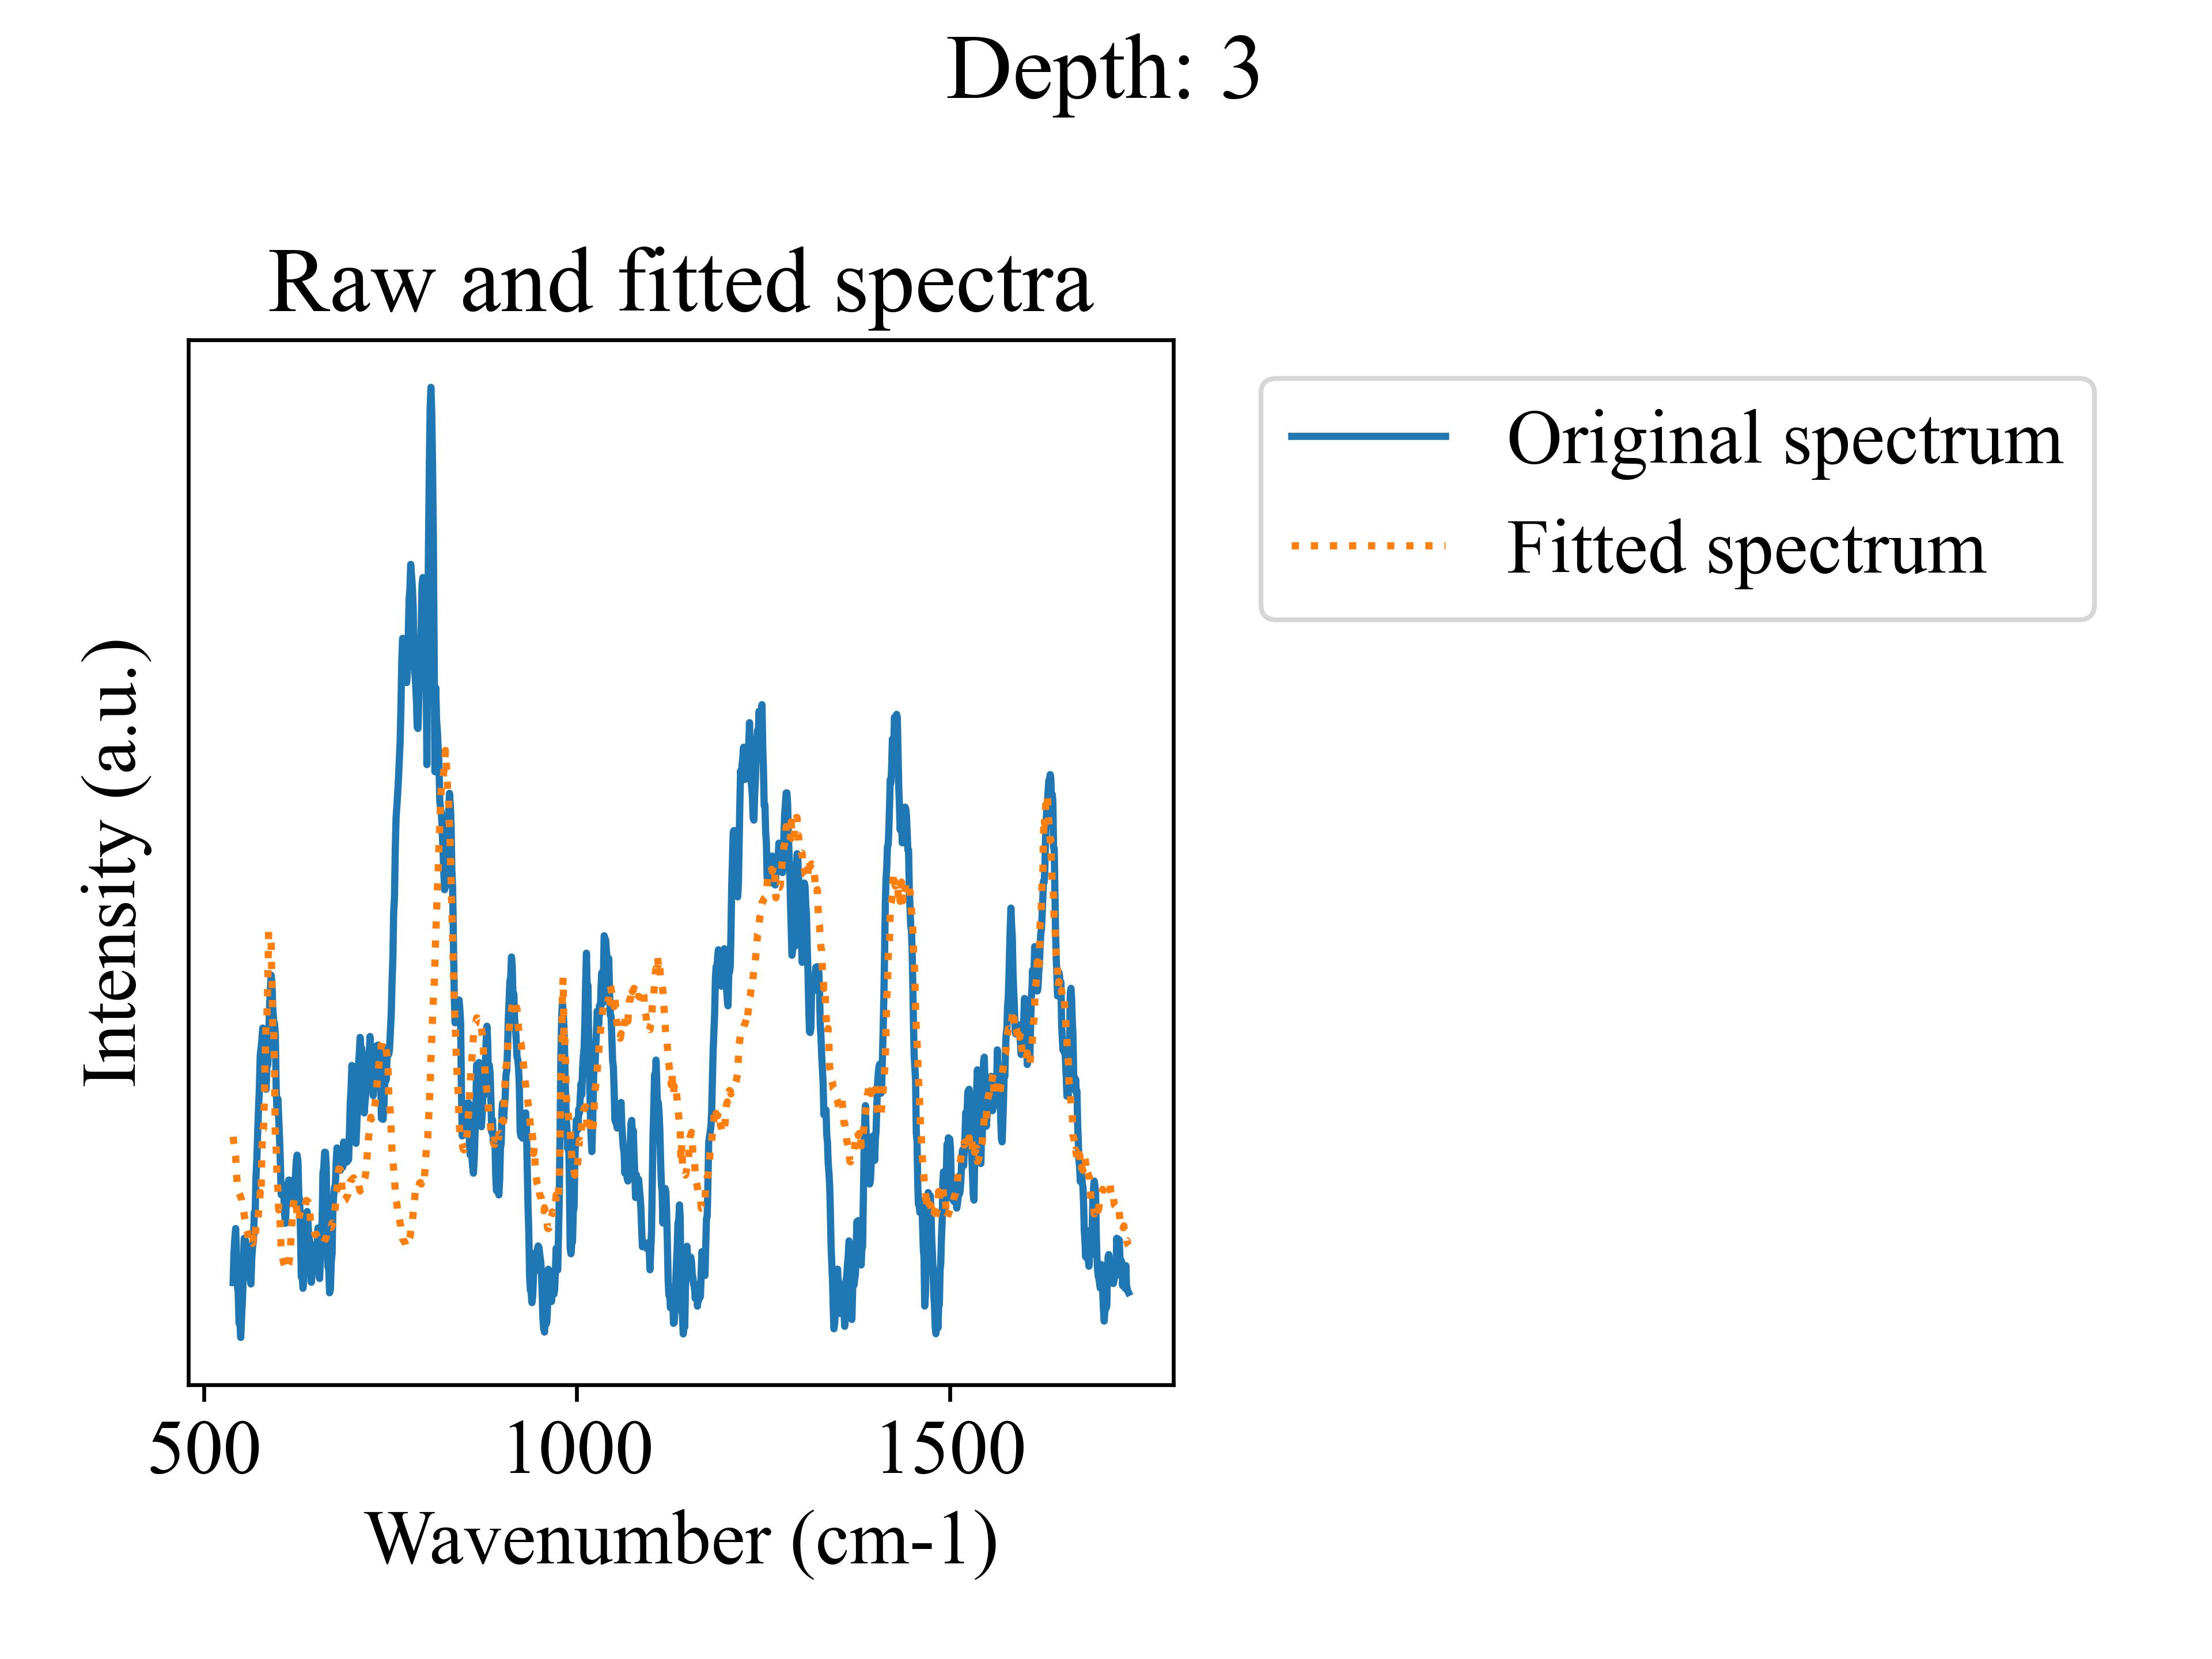 Depth: 3
Raw and fitted spectra
Original spectrum
Fitted spectrum
Intensity (a.u.)
500 1000 1500
Wavenumber (cm-1)